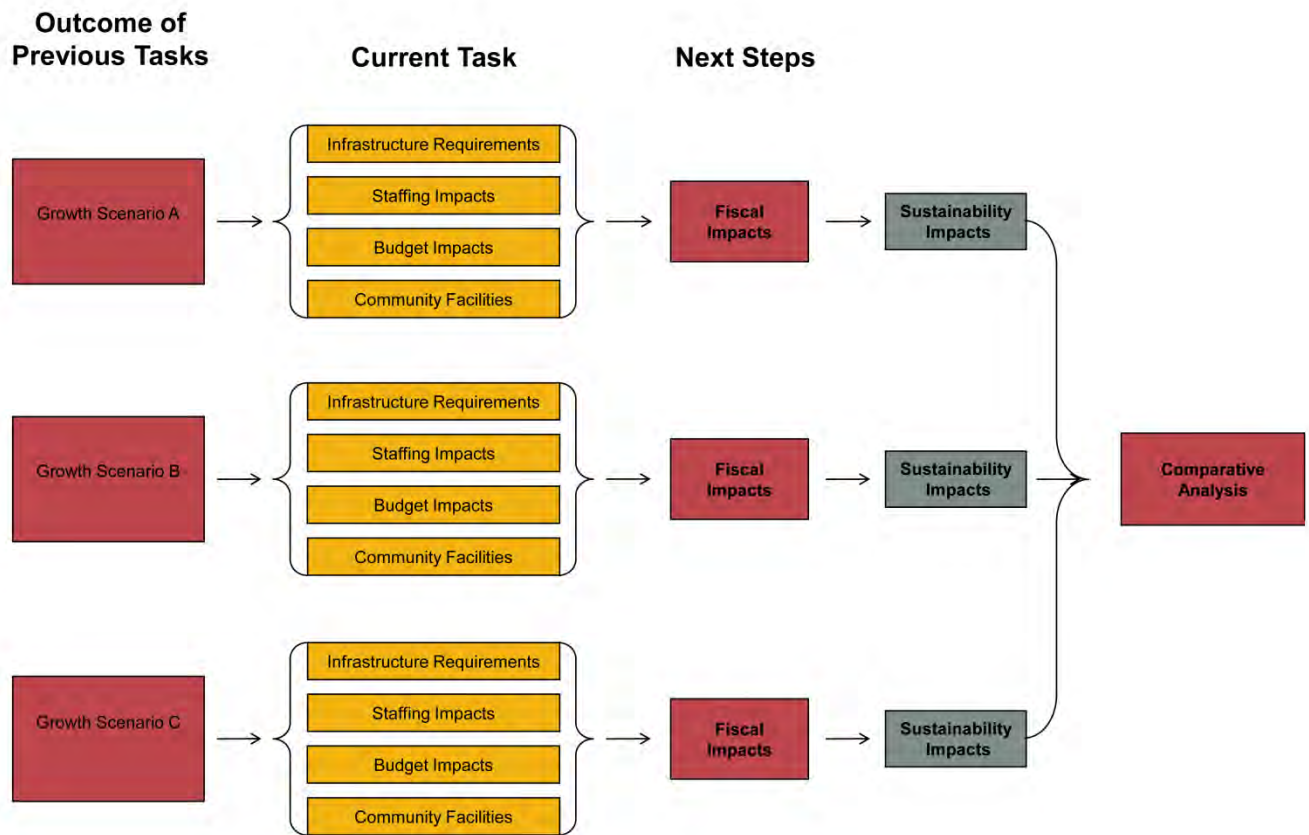 Outcome of
Previous Tasks
Current Task
Next Steps
Growth Scenario A
Infrastructure Requirements
Staffing Impacts
Budget Impacts
Community Facilities
Fiscal
Impacts
Sustainability
Impacts
Growth Scenario B
Infrastructure Requirements
Staffing Impacts
Budget Impacts
Community Facilities
Fiscal
Impacts
Sustainability
Impacts
Comparative
Analysis
Growth Scenario C
Infrastructure Requirements
Staffing Impacts
Budget Impacts
Community Facilities
Fiscal
Impacts
Sustainability
Impacts